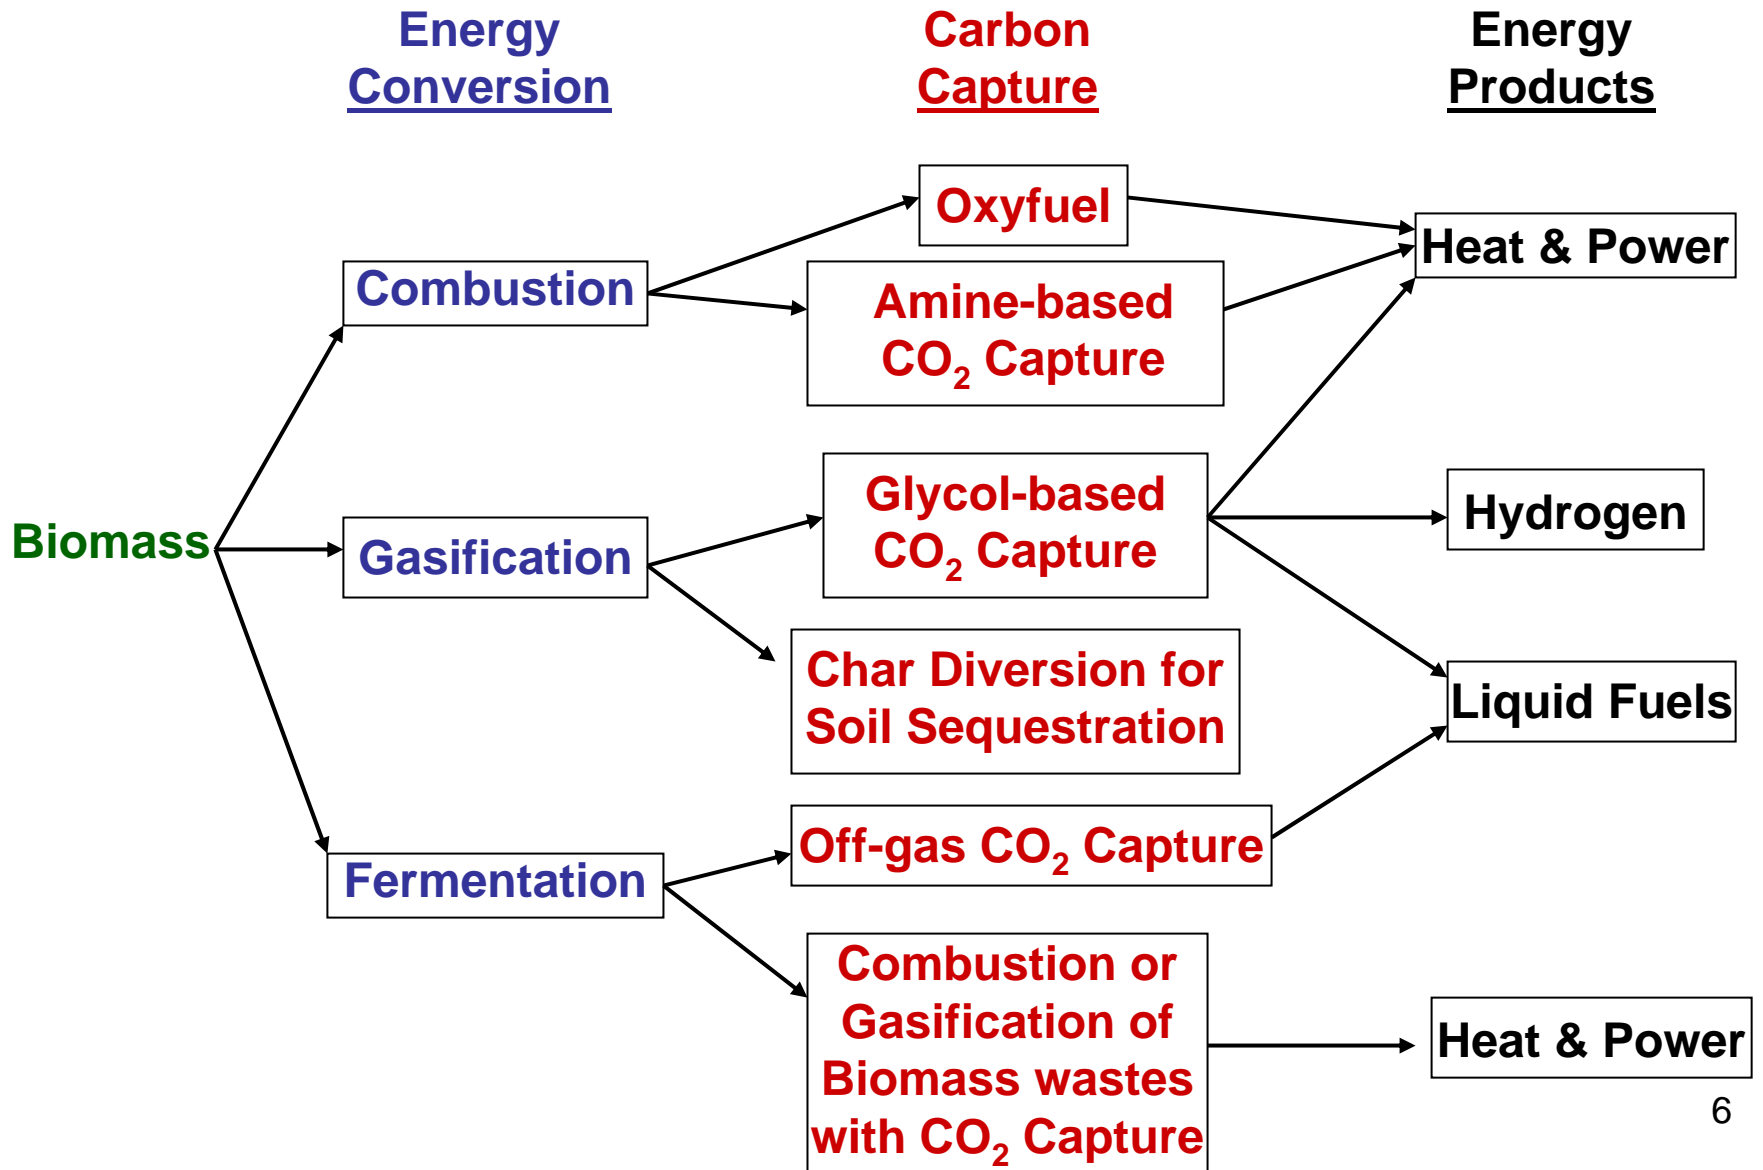 Energy
Conversion
Carbon
Capture
Energy
Products
Oxyfuel
Heat & Power
Combustion
Amine-based
CO₂ Capture
Glycol-based
CO₂ Capture
Hydrogen
Biomass
Gasification
Char Diversion for
Soil Sequestration
Liquid Fuels
Off-gas CO₂ Capture
Fermentation
Combustion or
Gasification of
Biomass wastes
with CO₂ Capture
Heat & Power
6